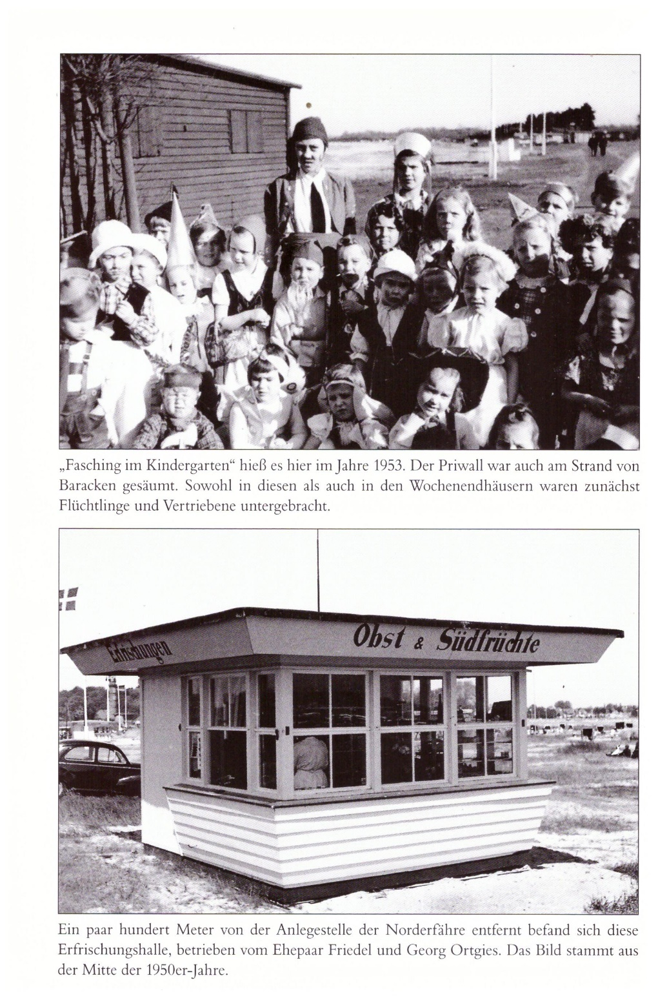 „Fasching im Kindergarten“ hieß es hier im Jahre 1953. Der Priwall war auch am Strand von
Baracken gesäumt. Sowohl in diesen als auch in den Wochenendhäusern waren zunächst
Flüchtlinge und Vertriebene untergebracht.
Erfrischungen
Obst & Südfrüchte
Ein paar hundert Meter von der Anlegestelle der Norderfähre entfernt befand sich diese
Erfrischungshalle, betrieben vom Ehepaar Friedel und Georg Ortgies. Das Bild stammt aus
der Mitte der 1950er-Jahre.